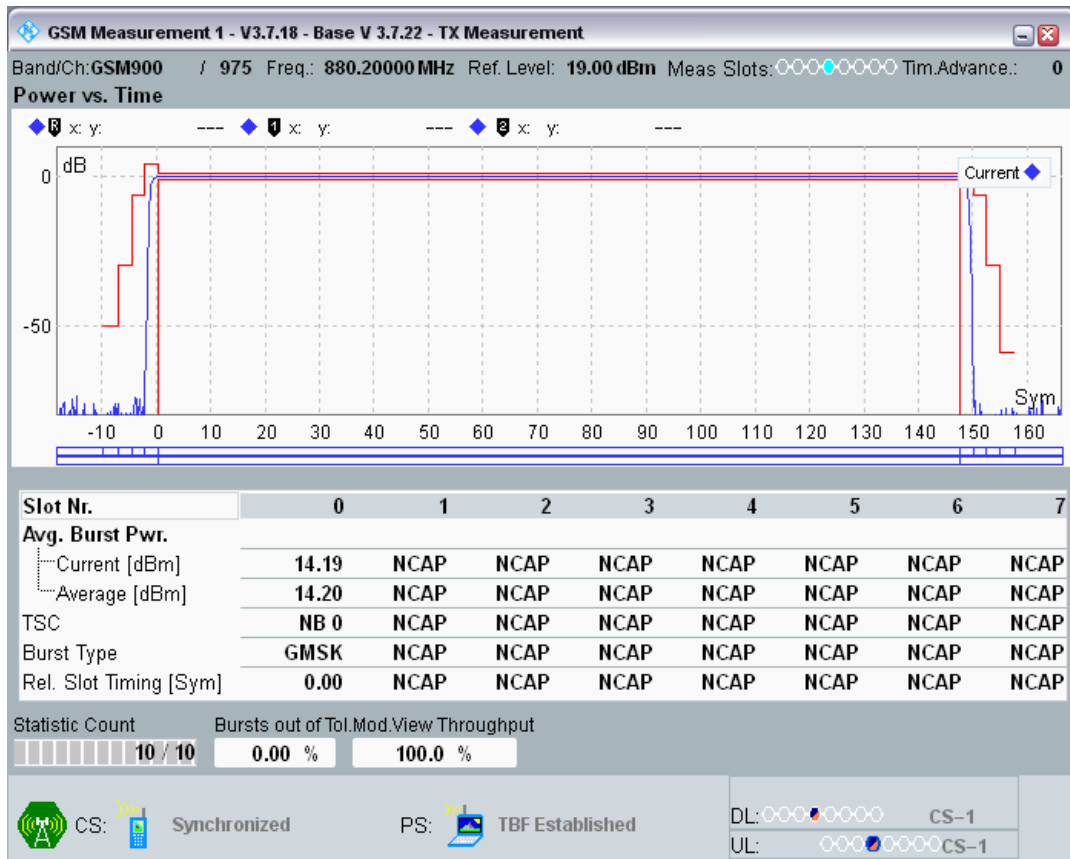 GSM Measurement 1 - V3.7.18 - Base V 3.7.22 - TX Measurement
Band/Ch:GSM900 / 975 Freq.: 880.20000 MHz Ref. Level: 19.00 dBm Meas Slots: Tim.Advance.: 0
Power vs. Time
R x: y: --- 1 x: y: --- 2 x: y: ---
dB
Current
0
-50
Sym
-10 0 10 20 30 40 50 60 70 80 90 100 110 120 130 140 150 160
Slot Nr. 0 1 2 3 4 5 6 7
Avg. Burst Pwr.
Current [dBm] 14.19 NCAP NCAP NCAP NCAP NCAP NCAP NCAP
Average [dBm] 14.20 NCAP NCAP NCAP NCAP NCAP NCAP NCAP
TSC NB 0 NCAP NCAP NCAP NCAP NCAP NCAP NCAP
Burst Type GMSK NCAP NCAP NCAP NCAP NCAP NCAP NCAP
Rel. Slot Timing [Sym] 0.00 NCAP NCAP NCAP NCAP NCAP NCAP NCAP
Statistic Count Bursts out of Tol.Mod.View Throughput
10 / 10 0.00 % 100.0 %
CS: Synchronized PS: TBF Established DL: CS-1
UL: CS-1